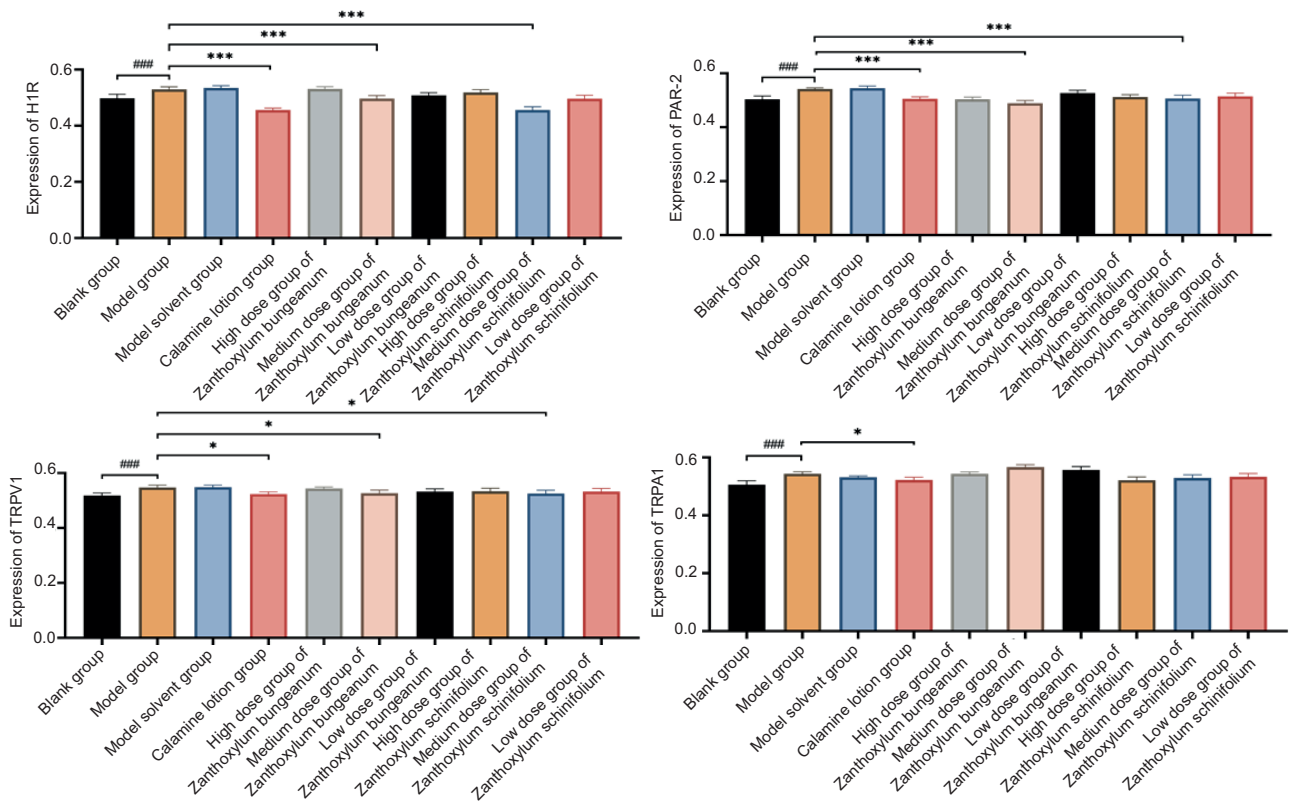 ***
***
***
###
0.6
0.4
0.2
0.0
Expression of H1R
Blank group
Model group
Model solvent group
Calamine lotion group
High dose group of
Zanthoxylum bungeanum
Medium dose group of
Zanthoxylum bungeanum
Low dose group of
Zanthoxylum bungeanum
High dose group of
Zanthoxylum schinifolium
Medium dose group of
Zanthoxylum schinifolium
Low dose group of
Zanthoxylum schinifolium
***
***
***
###
0.6
0.4
0.2
0.0
Expression of PAR-2
Blank group
Model group
Model solvent group
Calamine lotion group
High dose group of
Zanthoxylum bungeanum
Medium dose group of
Zanthoxylum bungeanum
Low dose group of
Zanthoxylum bungeanum
High dose group of
Zanthoxylum schinifolium
Medium dose group of
Zanthoxylum schinifolium
Low dose group of
Zanthoxylum schinifolium
*
*
*
###
0.6
0.4
0.2
0.0
Expression of TRPV1
Blank group
Model group
Model solvent group
Calamine lotion group
High dose group of
Zanthoxylum bungeanum
Medium dose group of
Zanthoxylum bungeanum
Low dose group of
Zanthoxylum bungeanum
High dose group of
Zanthoxylum schinifolium
Medium dose group of
Zanthoxylum schinifolium
Low dose group of
Zanthoxylum schinifolium
*
###
0.6
0.4
0.2
0.0
Expression of TRPA1
Blank group
Model group
Model solvent group
Calamine lotion group
High dose group of
Zanthoxylum bungeanum
Medium dose group of
Zanthoxylum bungeanum
Low dose group of
Zanthoxylum bungeanum
High dose group of
Zanthoxylum schinifolium
Medium dose group of
Zanthoxylum schinifolium
Low dose group of
Zanthoxylum schinifolium